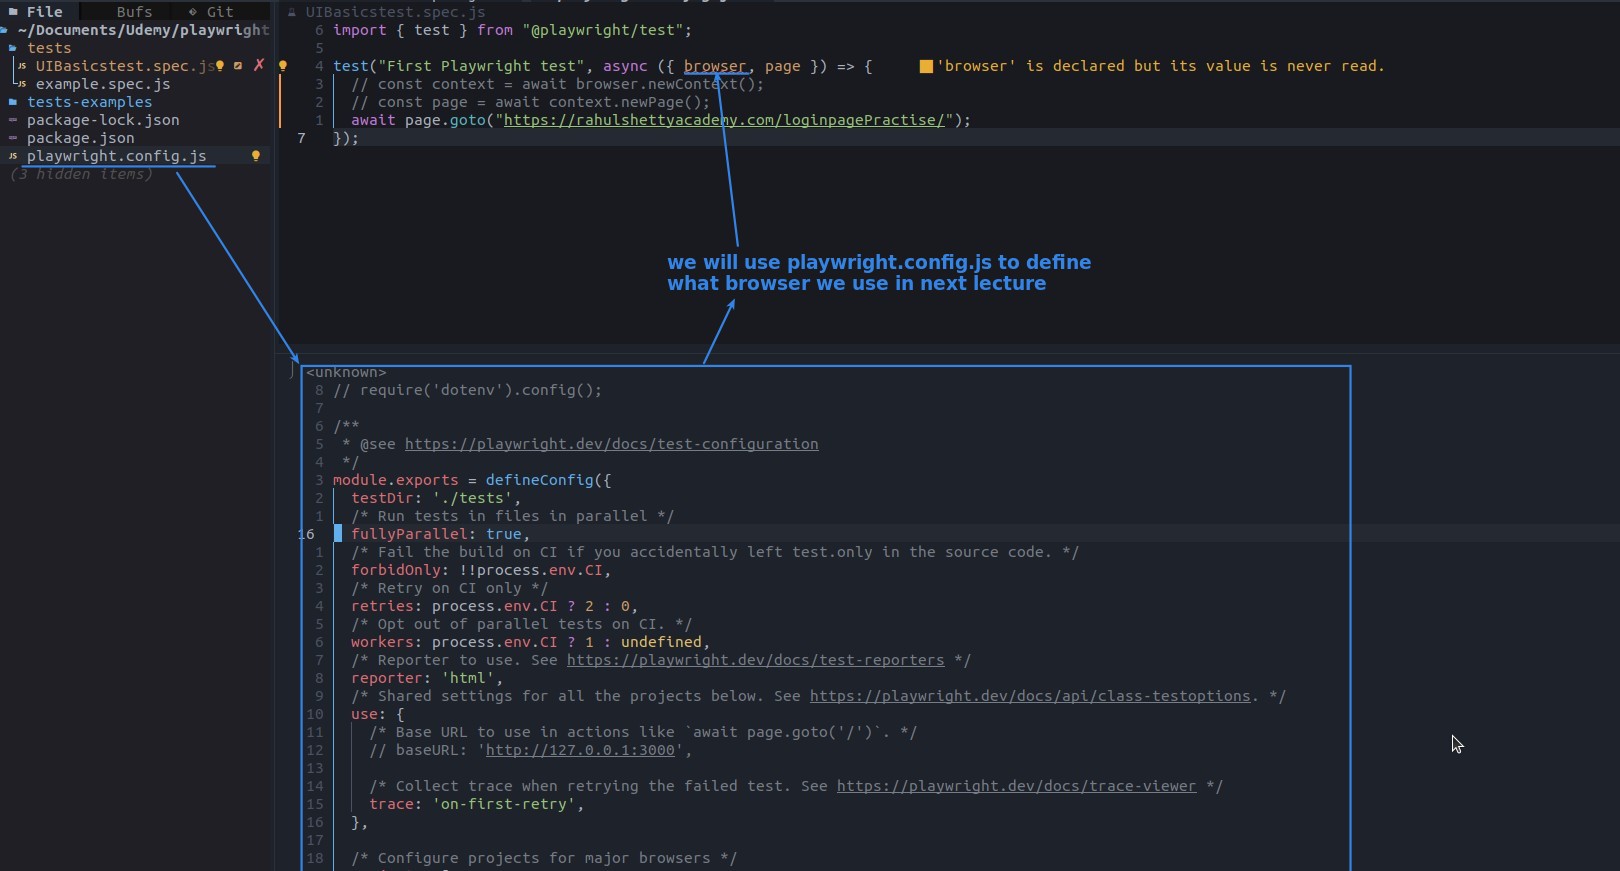 File Bufs Git
~/Documents/Udemy/playwright
tests
UIBasicstest.spec.js
example.spec.js
tests-examples
package-lock.json
package.json
playwright.config.js
(3 hidden items)
UIBasicstest.spec.js
6 import { test } from "@playwright/test";
5
4 test("First Playwright test", async ({ browser, page }) => { 'browser' is declared but its value is never read.
3 // const context = await browser.newContext();
2 // const page = await context.newPage();
1 await page.goto("https://rahulshettyacademy.com/loginpagePractise/");
7 });
we will use playwright.config.js to define
what browser we use in next lecture
<unknown>
8 // require('dotenv').config();
7
6 /**
5 * @see https://playwright.dev/docs/test-configuration
4 */
3 module.exports = defineConfig({
2 testDir: './tests',
1 /* Run tests in files in parallel */
16 fullyParallel: true,
1 /* Fail the build on CI if you accidentally left test.only in the source code. */
2 forbidOnly: !!process.env.CI,
3 /* Retry on CI only */
4 retries: process.env.CI ? 2 : 0,
5 /* Opt out of parallel tests on CI. */
6 workers: process.env.CI ? 1 : undefined,
7 /* Reporter to use. See https://playwright.dev/docs/test-reporters */
8 reporter: 'html',
9 /* Shared settings for all the projects below. See https://playwright.dev/docs/api/class-testoptions. */
10 use: {
11 /* Base URL to use in actions like `await page.goto('/')`. */
12 // baseURL: 'http://127.0.0.1:3000',
13
14 /* Collect trace when retrying the failed test. See https://playwright.dev/docs/trace-viewer */
15 trace: 'on-first-retry',
16 },
17
18 /* Configure projects for major browsers */